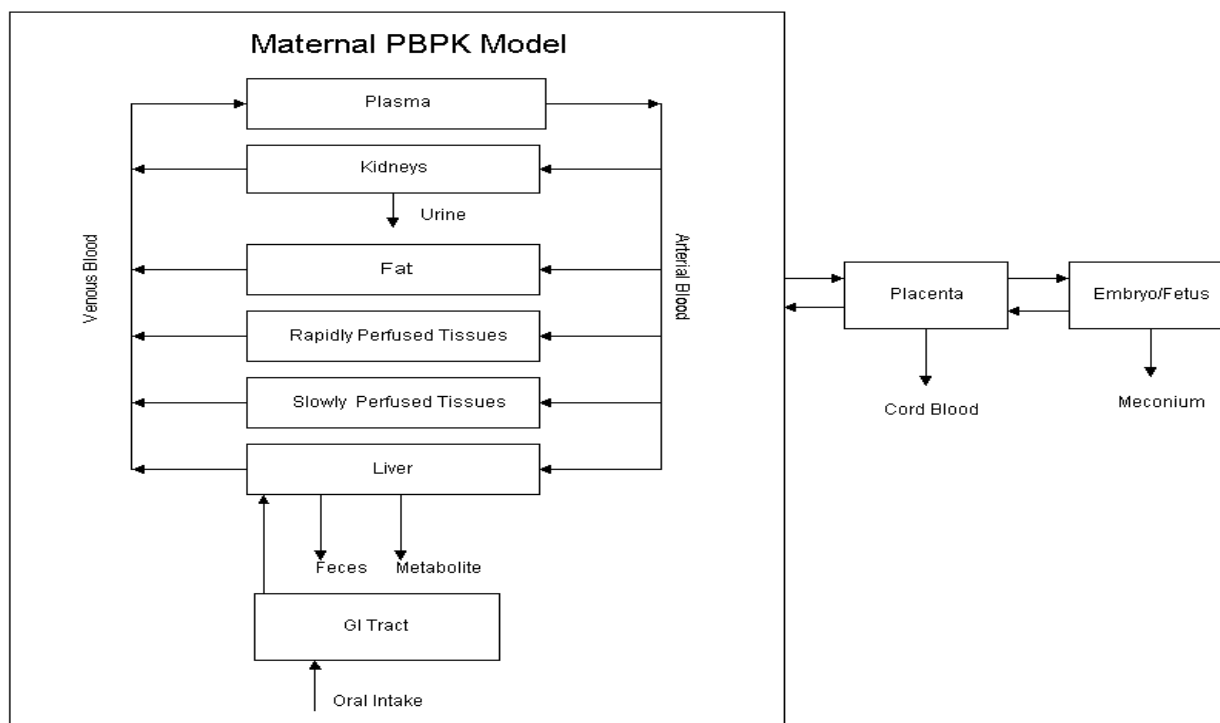 Maternal PBPK Model
Plasma
Kidneys
Urine
Venous Blood
Arterial Blood
Fat
Rapidly Perfused Tissues
Slowly Perfused Tissues
Liver
Feces
Metabolite
GI Tract
Oral Intake
Placenta
Embryo/Fetus
Cord Blood
Meconium